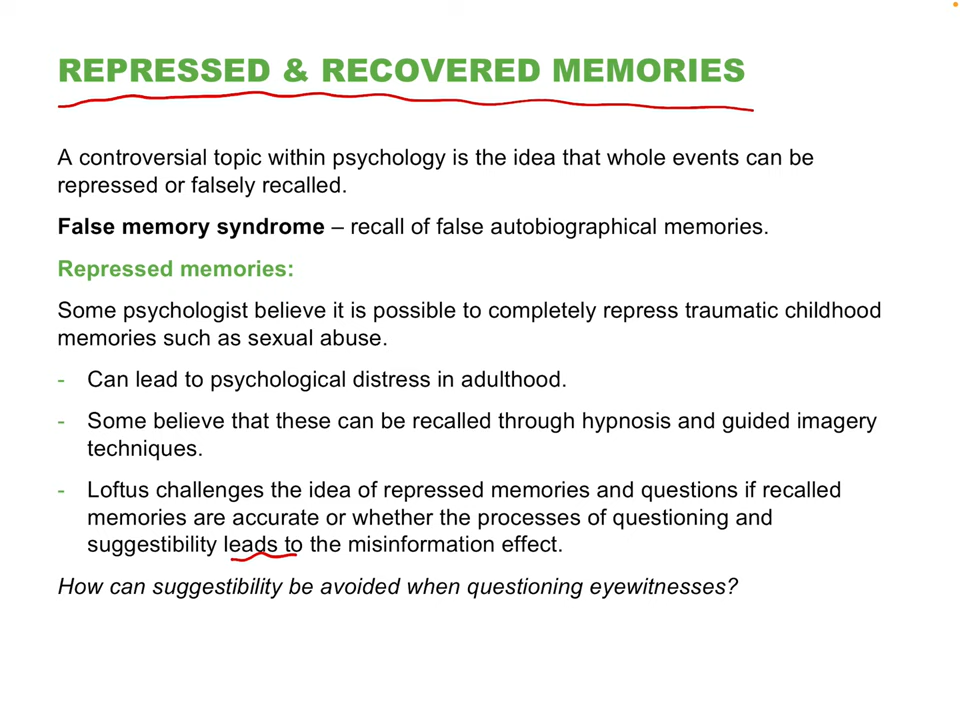 REPRESSED & RECOVERED MEMORIES
A controversial topic within psychology is the idea that whole events can be
repressed or falsely recalled.
False memory syndrome – recall of false autobiographical memories.
Repressed memories:
Some psychologist believe it is possible to completely repress traumatic childhood
memories such as sexual abuse.
- Can lead to psychological distress in adulthood.
- Some believe that these can be recalled through hypnosis and guided imagery
techniques.
- Loftus challenges the idea of repressed memories and questions if recalled
memories are accurate or whether the processes of questioning and
suggestibility leads to the misinformation effect.
How can suggestibility be avoided when questioning eyewitnesses?